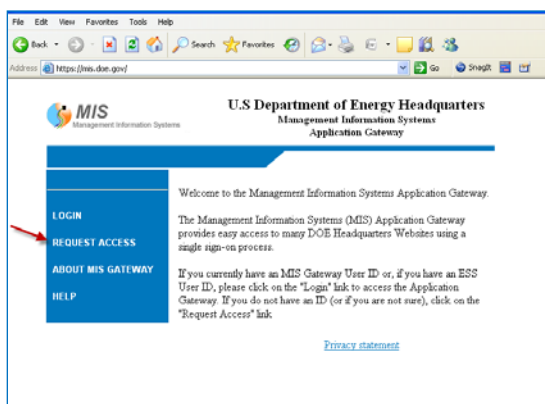 File Edit View Favorites Tools Help
Back Search Favorites
Address https://mis.doe.gov/ Go SnagIt
MIS
Management Information Systems
U.S Department of Energy Headquarters
Management Information Systems
Application Gateway
LOGIN
REQUEST ACCESS
ABOUT MIS GATEWAY
HELP
Welcome to the Management Information Systems Application Gateway.
The Management Information Systems (MIS) Application Gateway
provides easy access to many DOE Headquarters Websites using a
single sign-on process.
If you currently have an MIS Gateway User ID or, if you have an ESS
User ID, please click on the "Login" link to access the Application
Gateway. If you do not have an ID (or if you are not sure), click on the
"Request Access" link
Privacy statement